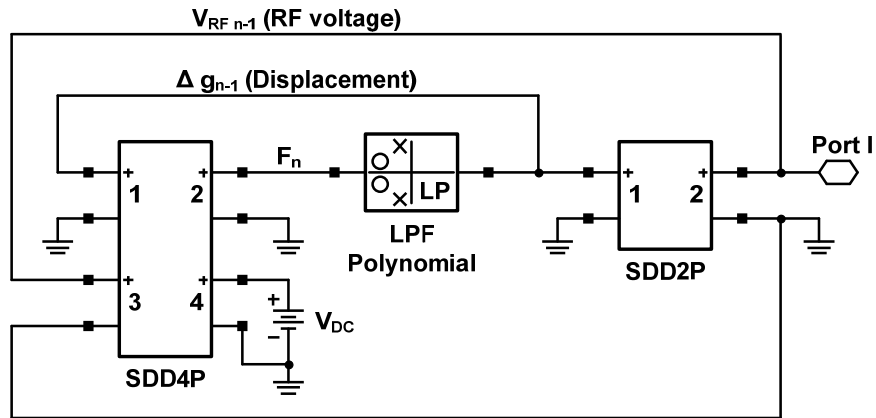 V_RF n-1 (RF voltage)
Δ g_n-1 (Displacement)
Port I
F_n
+ + + +
1 2 LP 1 2
LPF
Polynomial
SDD2P
+ + +
3 4 V_DC
−
SDD4P